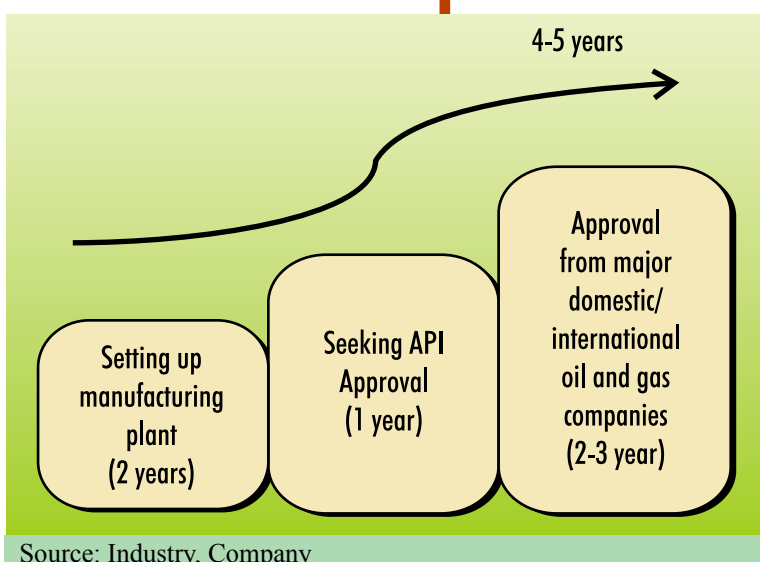 4-5 years
Setting up
manufacturing
plant
(2 years)
Seeking API
Approval
(1 year)
Approval
from major
domestic/
international
oil and gas
companies
(2-3 year)
Source: Industry, Company